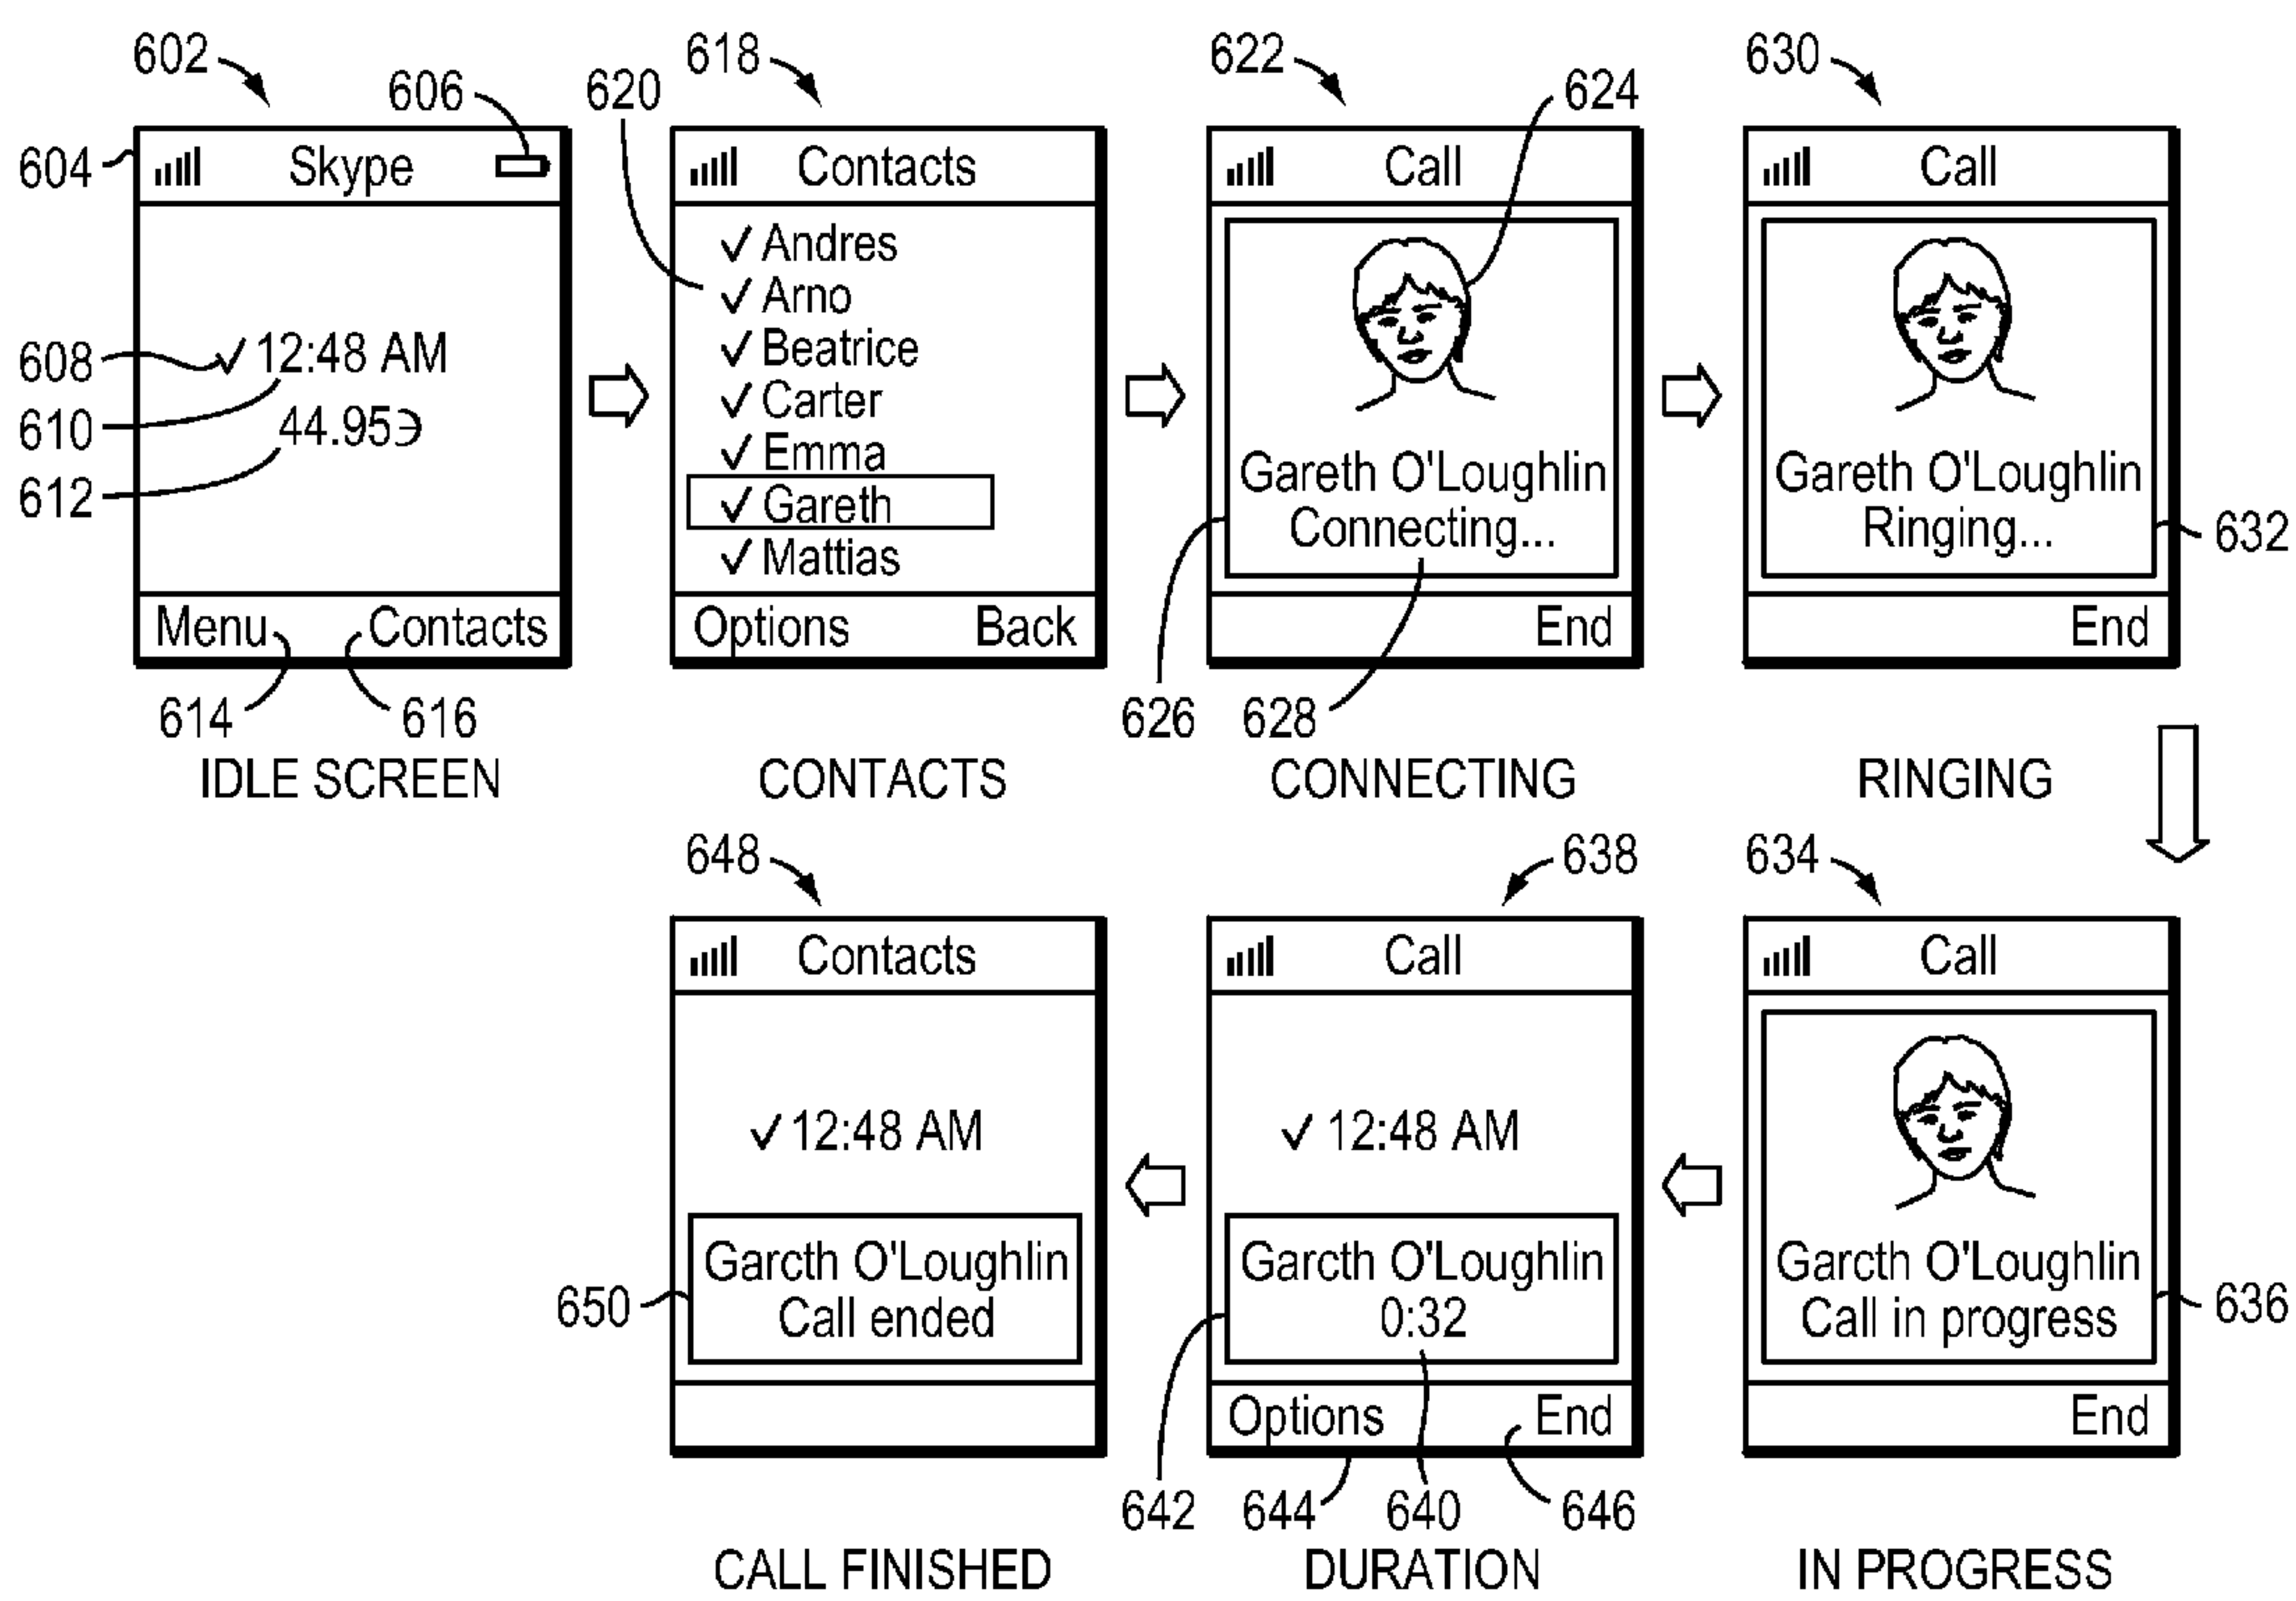 602
606
604
Skype
608
✓ 12:48 AM
610
44.95Э
612
Menu
Contacts
614
616
IDLE SCREEN
618
620
Contacts
✓ Andres
✓ Arno
✓ Beatrice
✓ Carter
✓ Emma
✓ Gareth
✓ Mattias
Options
Back
CONTACTS
622
624
Call
Gareth O'Loughlin
Connecting...
End
626
628
CONNECTING
630
Call
Gareth O'Loughlin
Ringing...
632
End
RINGING
634
Call
Garcth O'Loughlin
Call in progress
636
End
IN PROGRESS
638
Call
✓ 12:48 AM
Garcth O'Loughlin
0:32
Options
End
642
644
640
646
DURATION
648
Contacts
✓ 12:48 AM
Garcth O'Loughlin
Call ended
650
CALL FINISHED